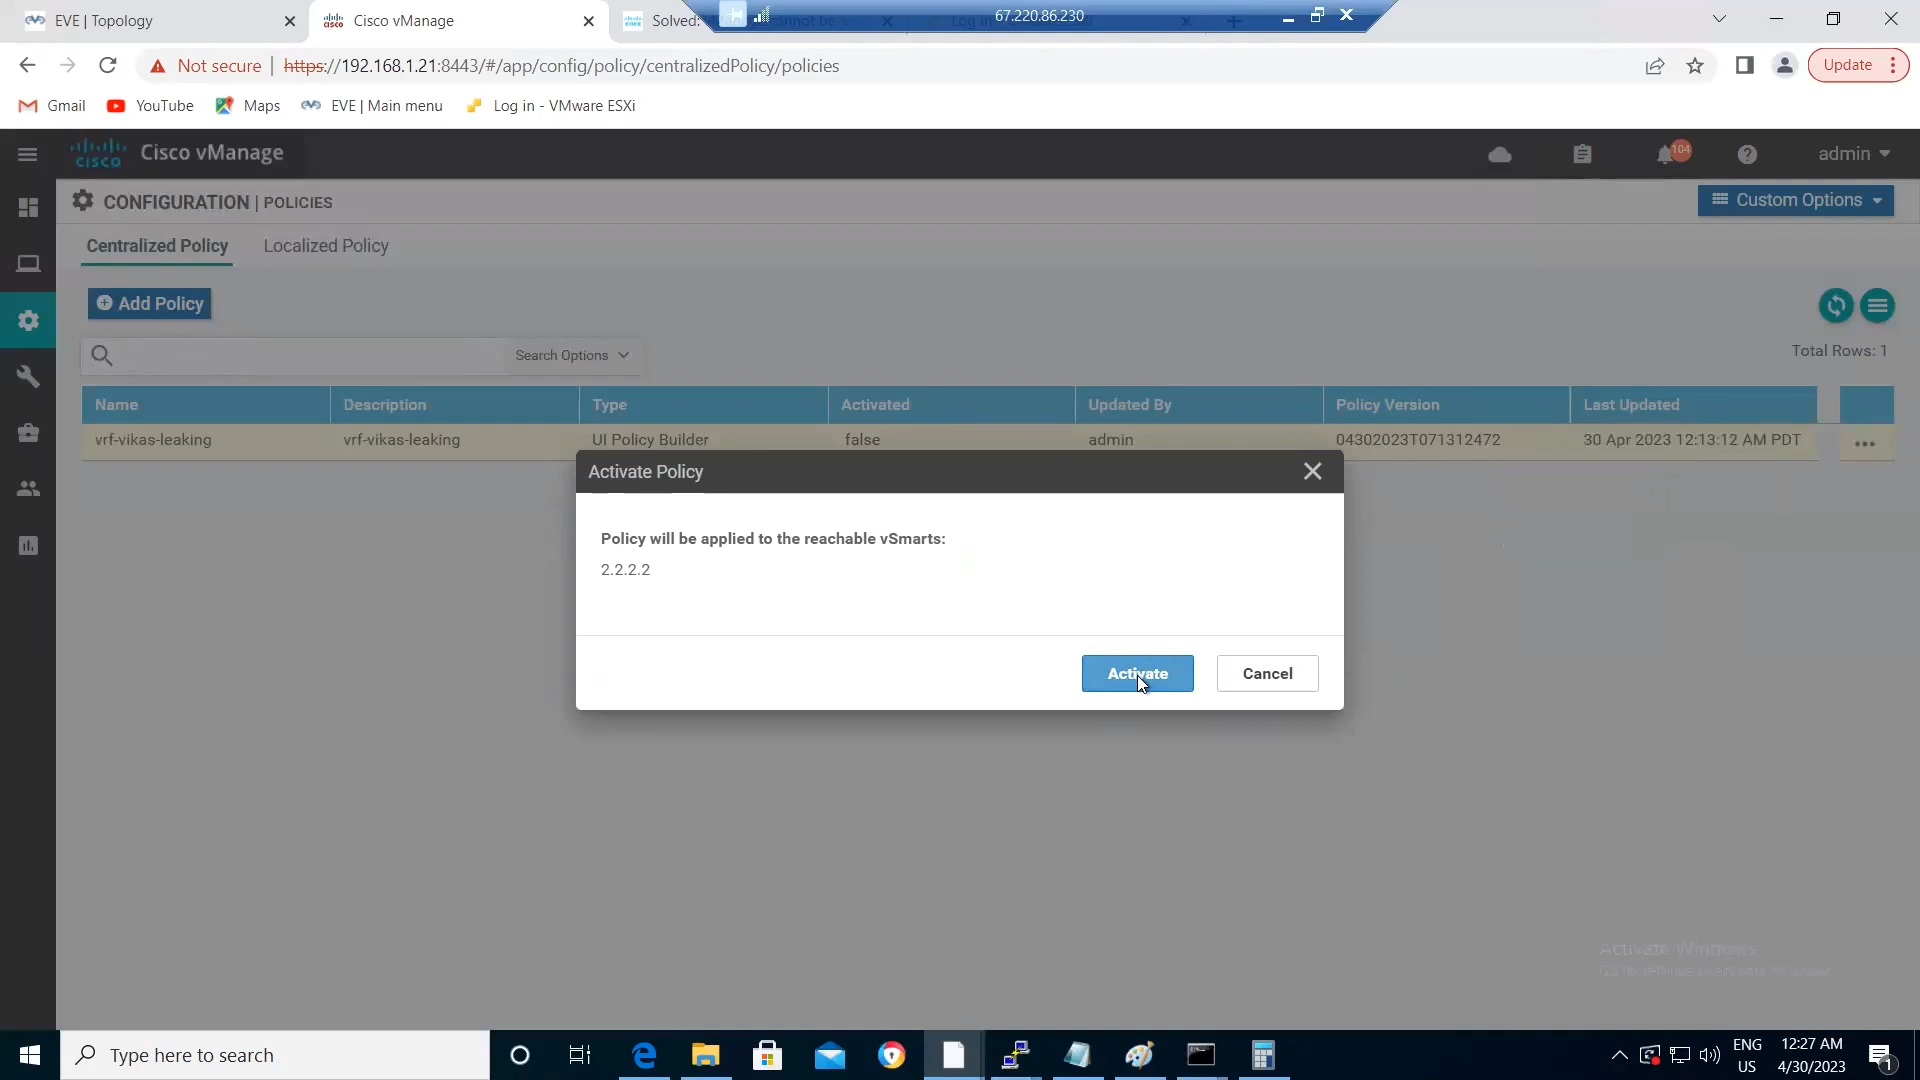 EVE | Topology
Cisco vManage
Solved:
67.220.86.230
Not secure | https://192.168.1.21:8443/#/app/config/policy/centralizedPolicy/policies
Update
Gmail
YouTube
Maps
EVE | Main menu
Log in - VMware ESXi
cisco
Cisco vManage
104
admin
CONFIGURATION | POLICIES
Custom Options
Centralized Policy
Localized Policy
Add Policy
Search Options
Total Rows: 1
Name Description Type Activated Updated By Policy Version Last Updated
vrf-vikas-leaking vrf-vikas-leaking UI Policy Builder false admin 04302023T071312472 30 Apr 2023 12:13:12 AM PDT
Activate Policy
Policy will be applied to the reachable vSmarts:
2.2.2.2
Activate
Cancel
Activate Windows
Type here to search
ENG
US
12:27 AM
4/30/2023
1